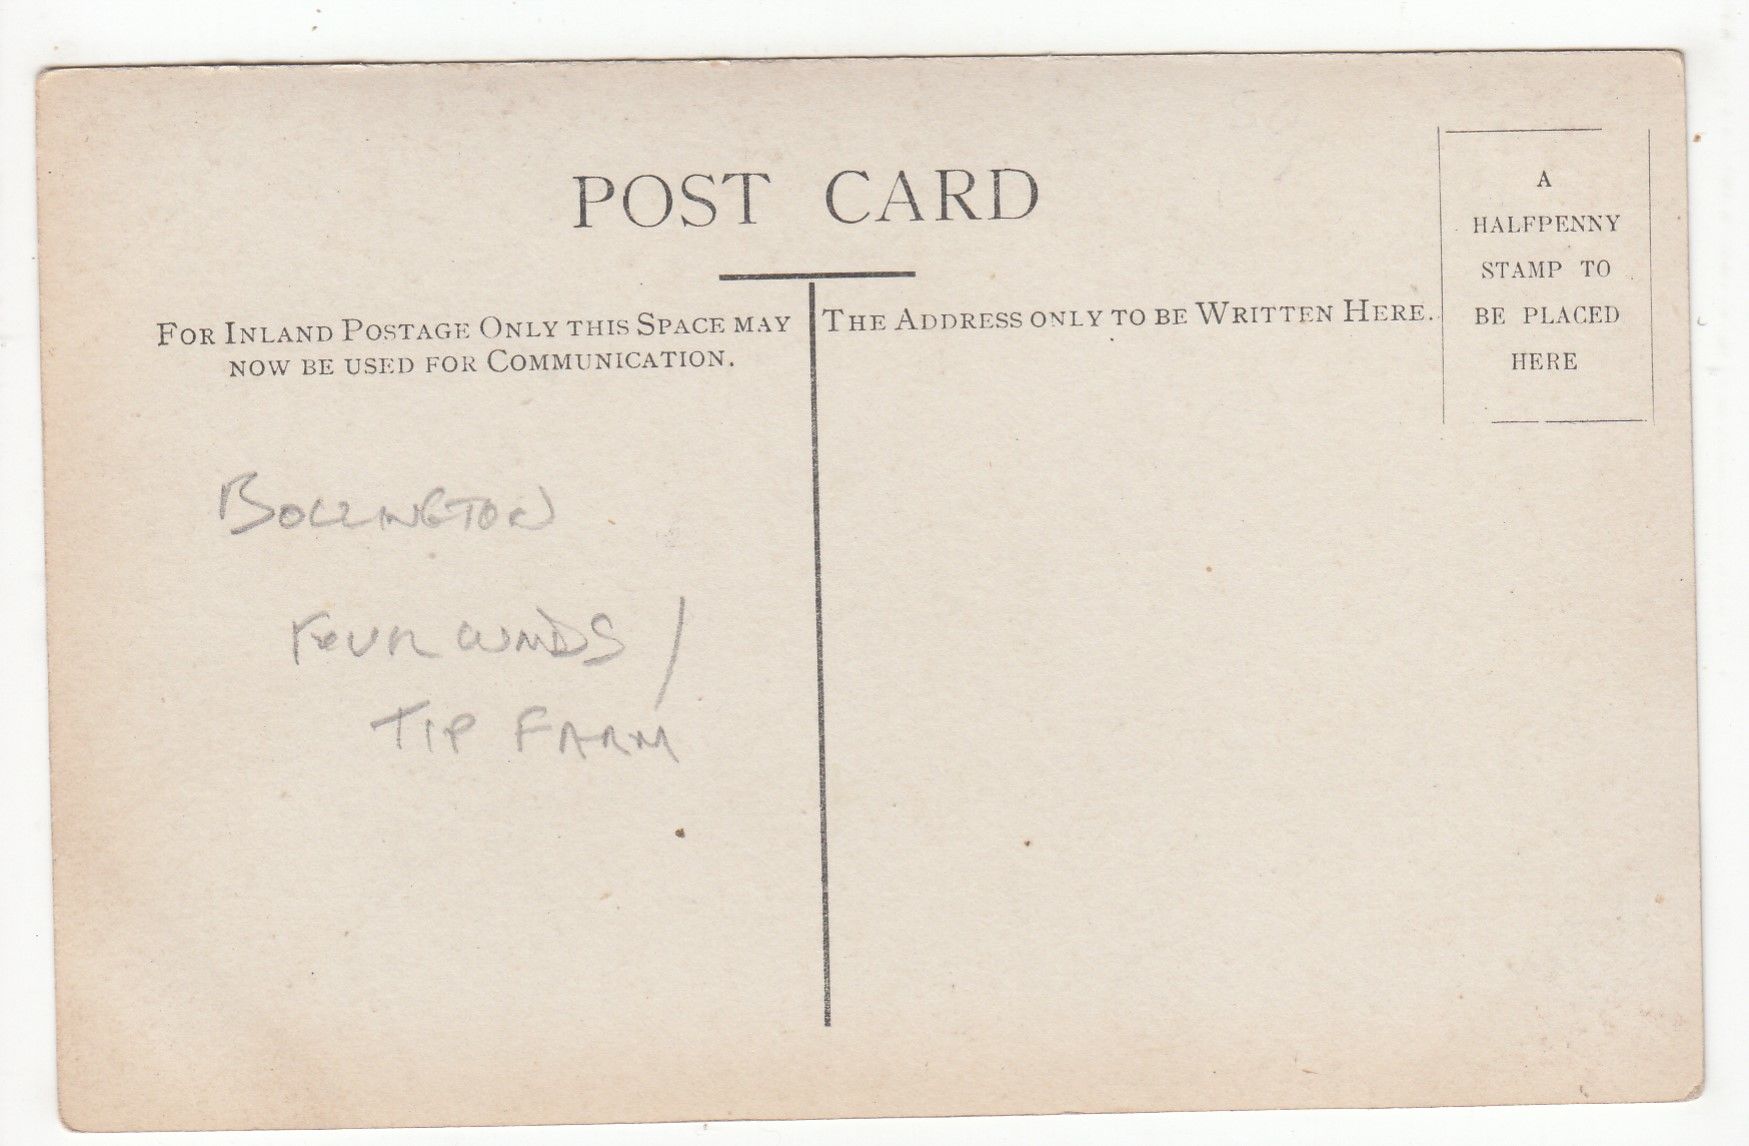 POST CARD
FOR INLAND POSTAGE ONLY THIS SPACE MAY
NOW BE USED FOR COMMUNICATION.
THE ADDRESS ONLY TO BE WRITTEN HERE.
A
HALFPENNY
STAMP TO
BE PLACED
HERE
BOLLINGTON
FOUR WINDS /
TIP FARM